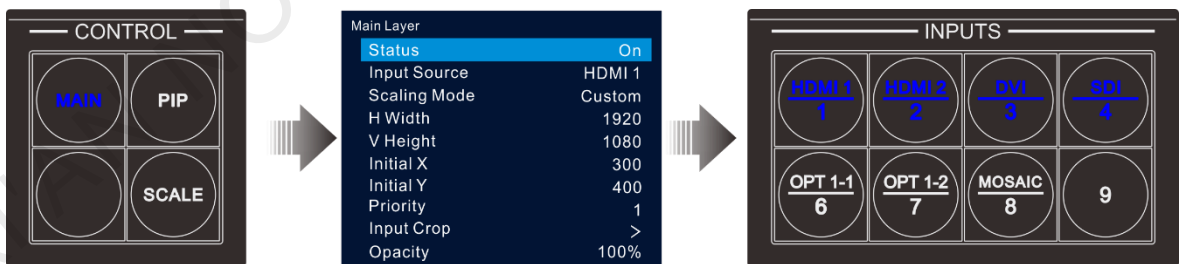 CONTROL
MAIN
PIP
SCALE
Main Layer
Status On
Input Source HDMI 1
Scaling Mode Custom
H Width 1920
V Height 1080
Initial X 300
Initial Y 400
Priority 1
Input Crop >
Opacity 100%
INPUTS
HDMI 1
1
HDMI 2
2
DVI
3
SDI
4
OPT 1-1
6
OPT 1-2
7
MOSAIC
8
9